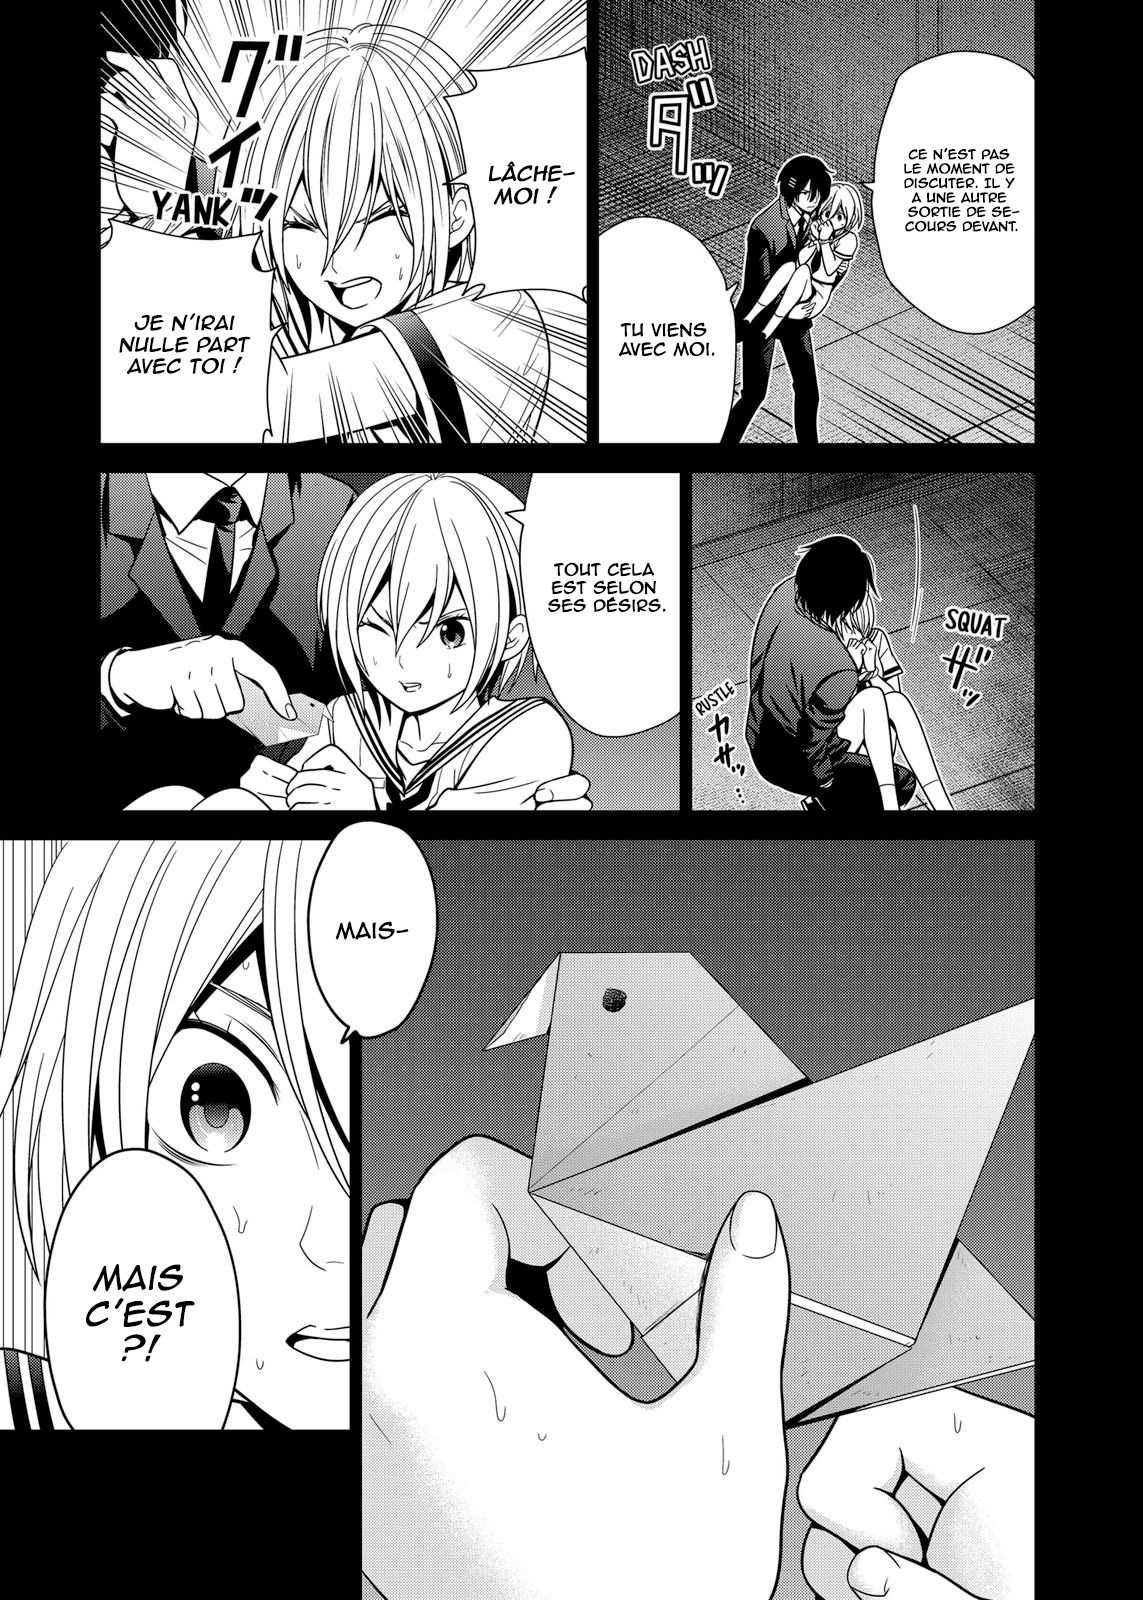 CE N'EST PAS
LE MOMENT DE
DISCUTER. IL Y
A UNE AUTRE
SORTIE DE SE-
COURS DEVANT.
DASH
ダッ
TU VIENS
AVEC MOI.
LÂCHE-
MOI !
グイッ
YANK
JE N'IRAI
NULLE PART
AVEC TOI !
SQUAT
ザッ
RUSTLE
カサッ...
TOUT CELA
EST SELON
SES DÉSIRS.
MAIS-
MAIS
C'EST
?!